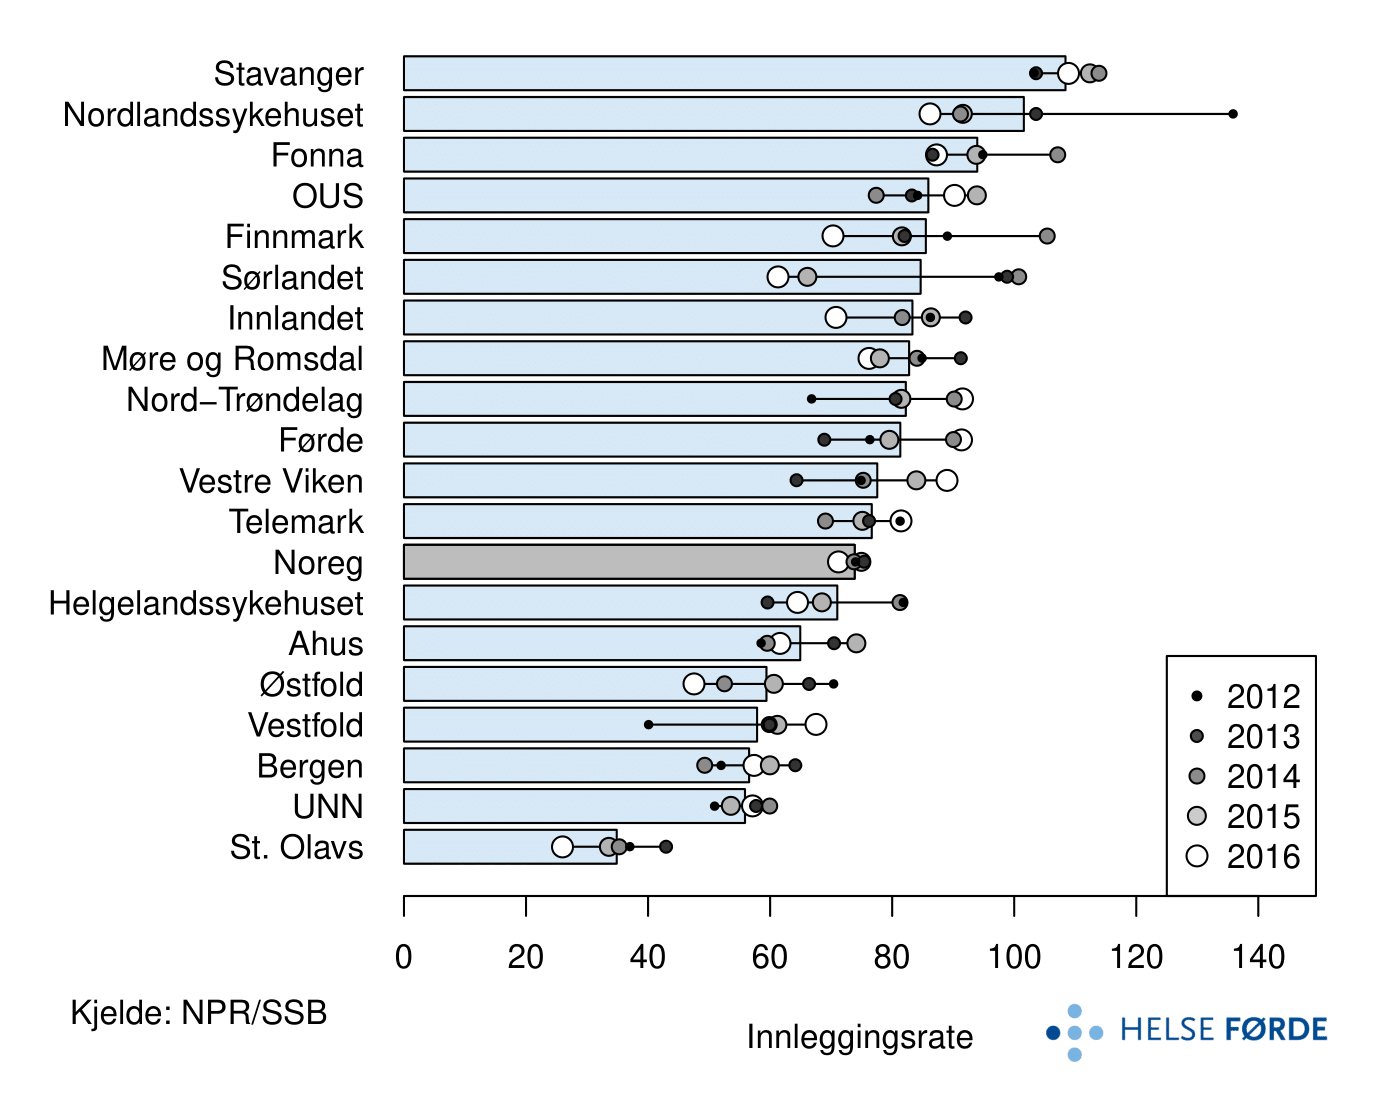 Stavanger
Nordlandssykehuset
Fonna
OUS
Finnmark
Sørlandet
Innlandet
Møre og Romsdal
Nord−Trøndelag
Førde
Vestre Viken
Telemark
Noreg
Helgelandssykehuset
Ahus
Østfold
Vestfold
Bergen
UNN
St. Olavs
2012
2013
2014
2015
2016
0 20 40 60 80 100 120 140
Kjelde: NPR/SSB
Innleggingsrate
HELSE FØRDE